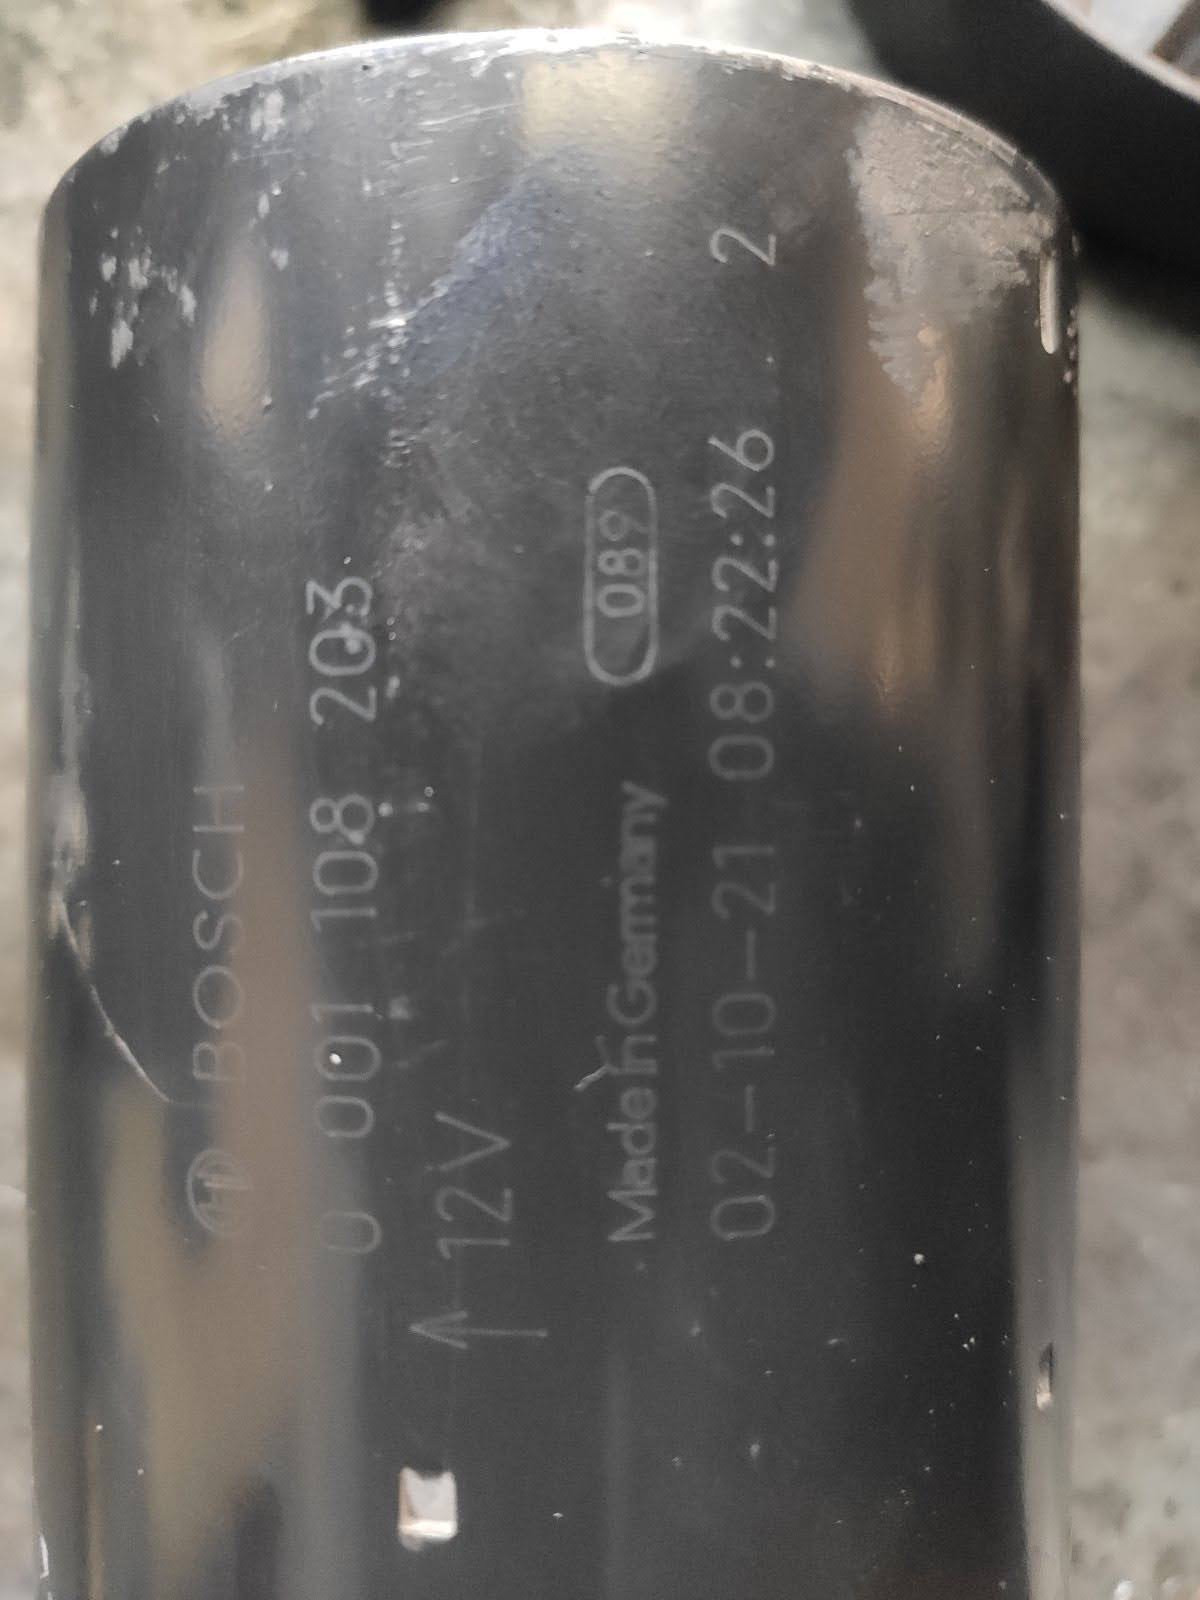 BOSCH
0 001 108 203
12V
Made in Germany 089
02-10-21 08:22:26 2